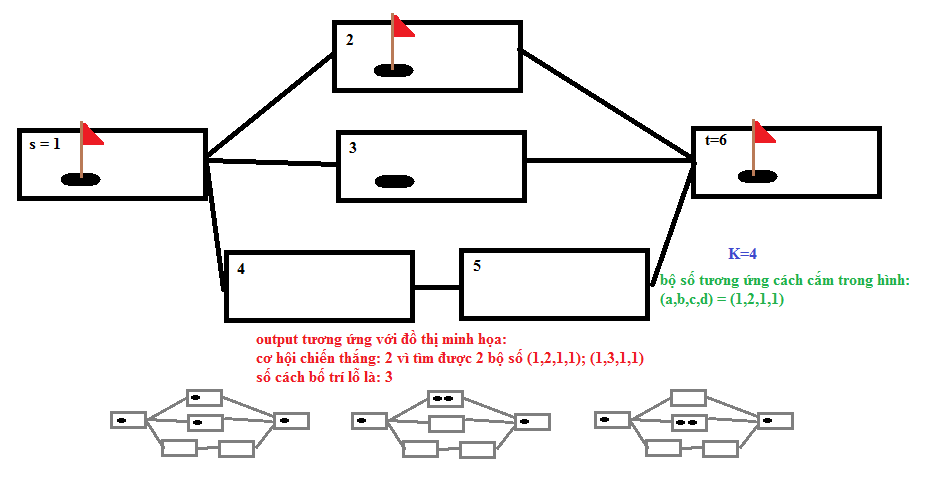 2
s = 1
3
t=6
4
5
K=4
bộ số tương ứng cách cắm trong hình:
(a,b,c,d) = (1,2,1,1)
output tương ứng với đồ thị minh họa:
cơ hội chiến thắng: 2 vì tìm được 2 bộ số (1,2,1,1); (1,3,1,1)
số cách bố trí lỗ là: 3